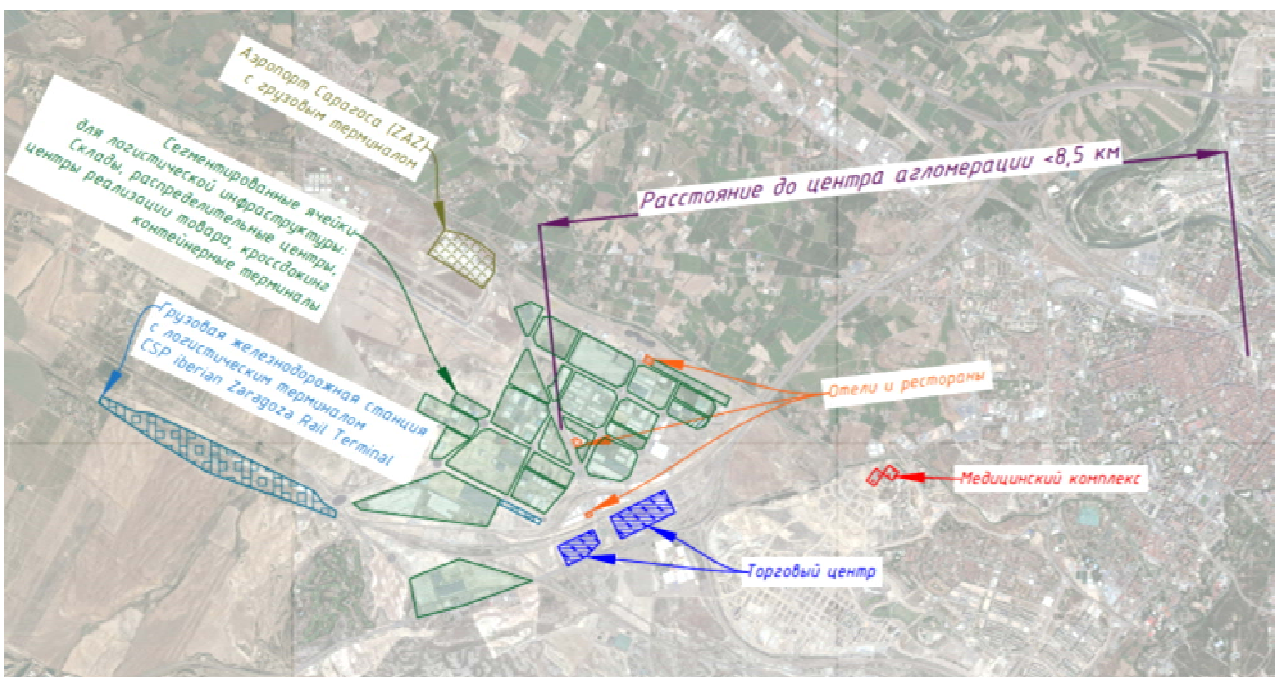 Аэропорт Сарагоса (ZAZ)
с грузовым терминалом
Сегментированные ячейки
для логистической инфраструктуры:
Склады, распределительные центры,
центры реализации товара, кроссдокинг
контейнерные терминалы
Расстояние до центра агломерации <8,5 км
Грузовая железнодорожная станция
с логистическим терминалом
CSP iberian Zaragoza Rail Terminal
Отели и рестораны
Медицинский комплекс
Торговый центр